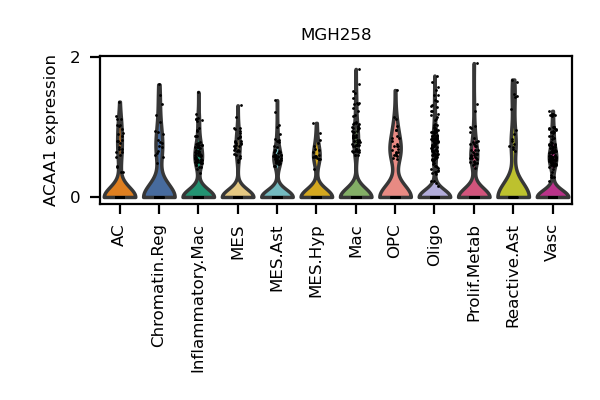 MGH258
ACAA1 expression
2
0
AC
Chromatin.Reg
Inflammatory.Mac
MES
MES.Ast
MES.Hyp
Mac
OPC
Oligo
Prolif.Metab
Reactive.Ast
Vasc